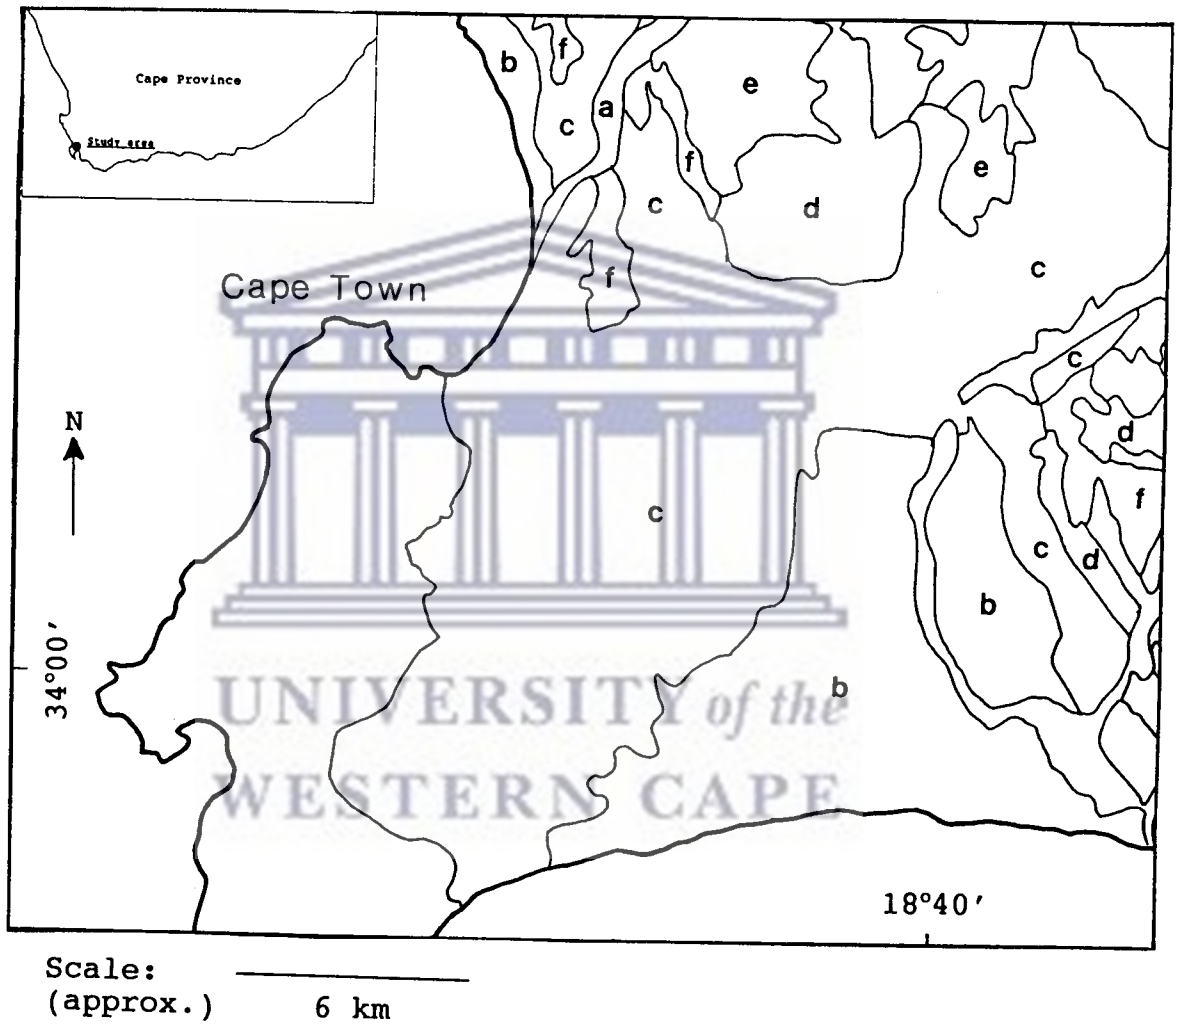 Cape Province
Study area
b
f
e
c
a
f
e
c
d
c
f
Cape Town
c
N
d
f
c
c
d
b
34°00′
b
UNIVERSITY of the
WESTERN CAPE
18°40′
Scale:
(approx.)
6 km